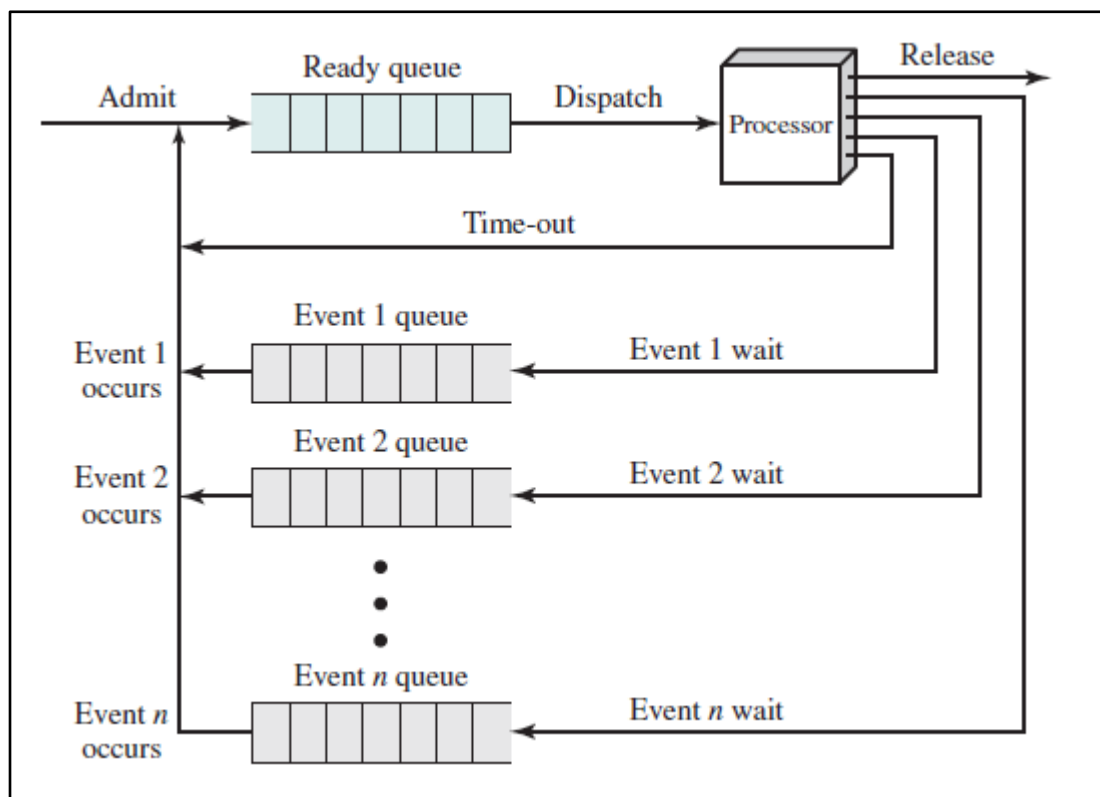 Ready queue
Release
Admit
Dispatch
Processor
Time-out
Event 1 queue
Event 1
occurs
Event 1 wait
Event 2 queue
Event 2
occurs
Event 2 wait
Event n queue
Event n
occurs
Event n wait